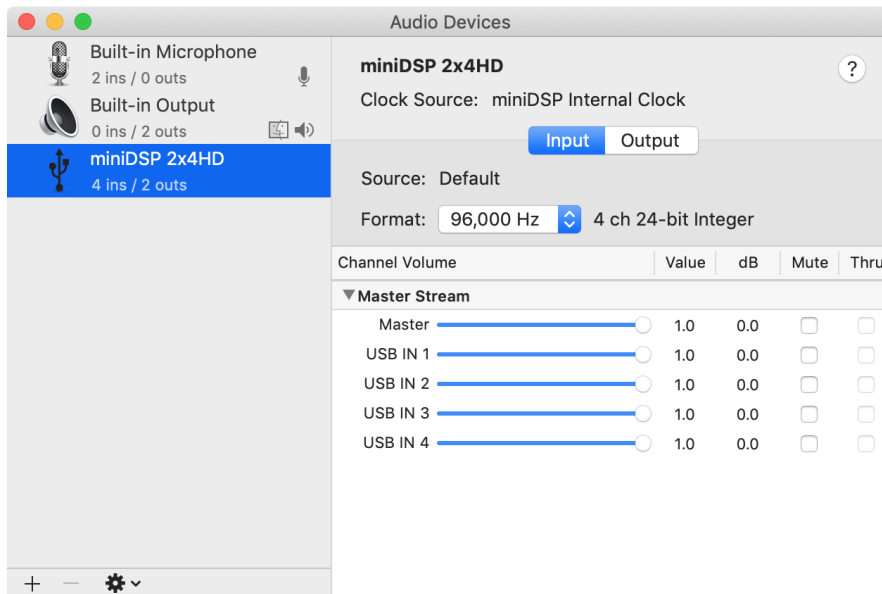 Audio Devices
Built-in Microphone
2 ins / 0 outs
Built-in Output
0 ins / 2 outs
miniDSP 2x4HD
4 ins / 2 outs
miniDSP 2x4HD
?
Clock Source: miniDSP Internal Clock
Input Output
Source: Default
Format: 96,000 Hz 4 ch 24-bit Integer
Channel Volume Value dB Mute Thru
Master Stream
Master 1.0 0.0
USB IN 1 1.0 0.0
USB IN 2 1.0 0.0
USB IN 3 1.0 0.0
USB IN 4 1.0 0.0